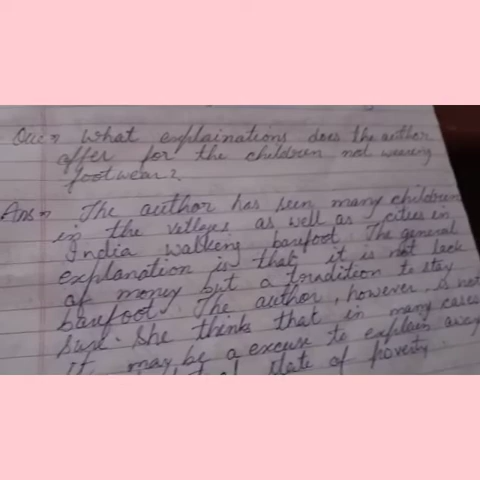 Que ⇒ What explainations does the author
offer for the children not wearing
footwear?
Ans ⇒ The author has seen many children
in the villages as well as cities in
India walking barefoot. The general
explanation is that it is not lack
of money but a tradition to stay
barefoot. The author, however, is not
sure. She thinks that in many cases
it may be a excuse to explain away
state of poverty.